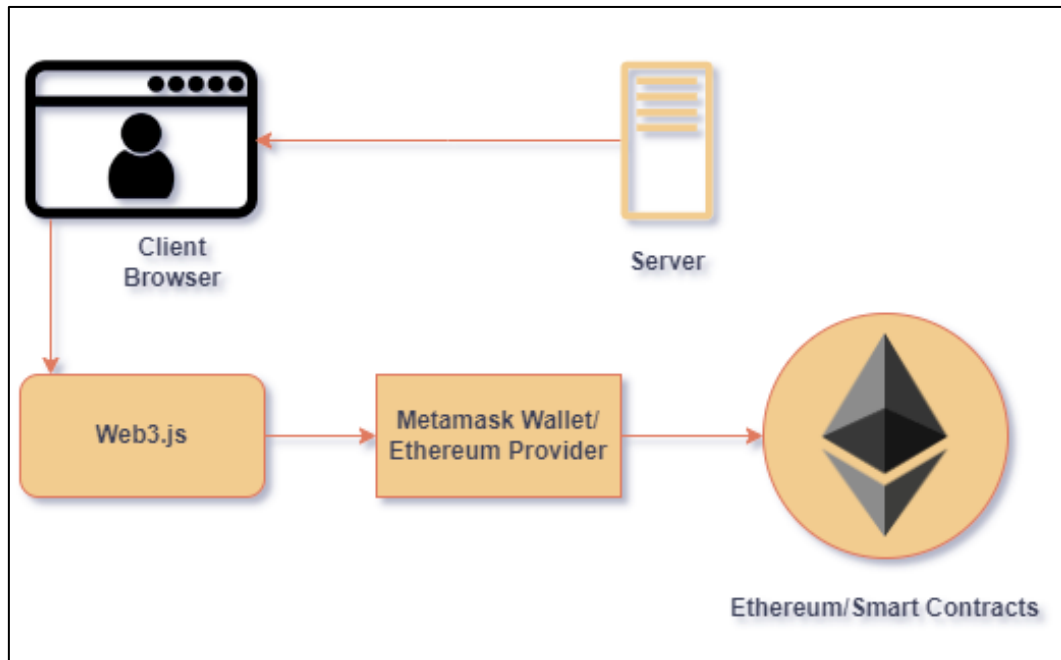 Client
Browser
Server
Web3.js
Metamask Wallet/
Ethereum Provider
Ethereum/Smart Contracts